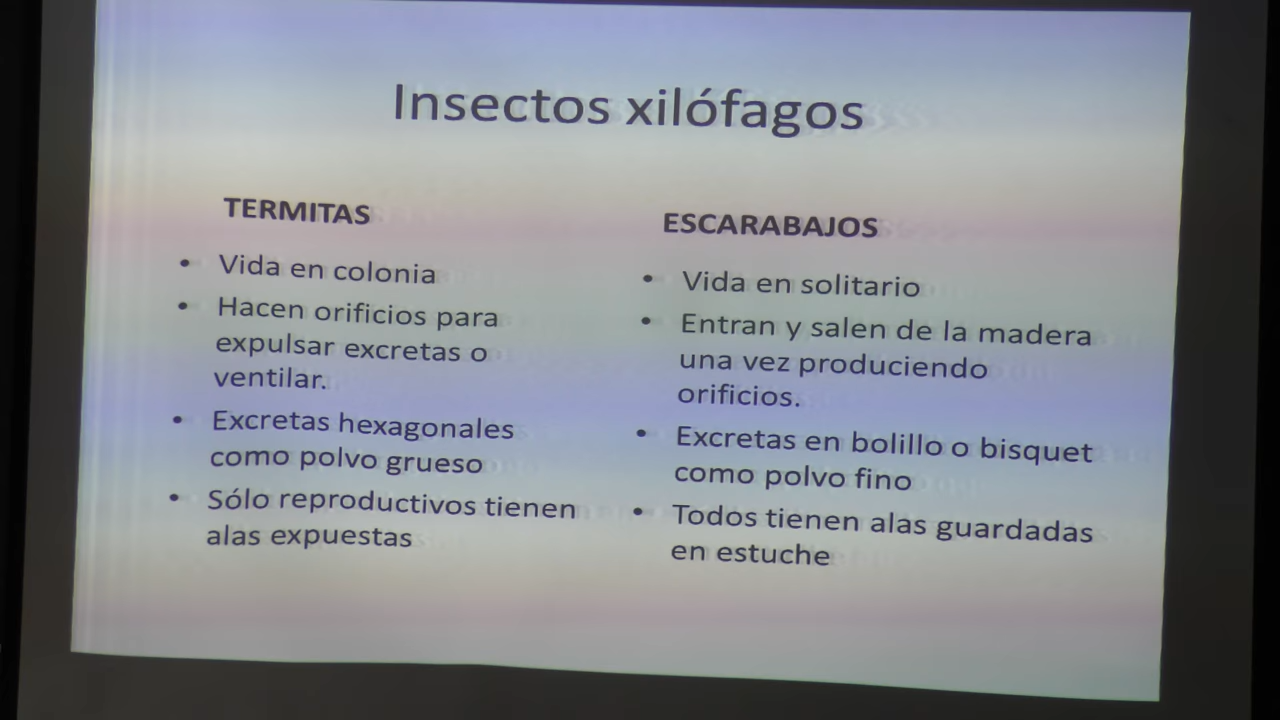 Insectos xilófagos
TERMITAS
• Vida en colonia
• Hacen orificios para
expulsar excretas o
ventilar.
• Excretas hexagonales
como polvo grueso
• Sólo reproductivos tienen
alas expuestas
ESCARABAJOS
• Vida en solitario
• Entran y salen de la madera
una vez produciendo
orificios.
• Excretas en bolillo o bisquet
como polvo fino
• Todos tienen alas guardadas
en estuche